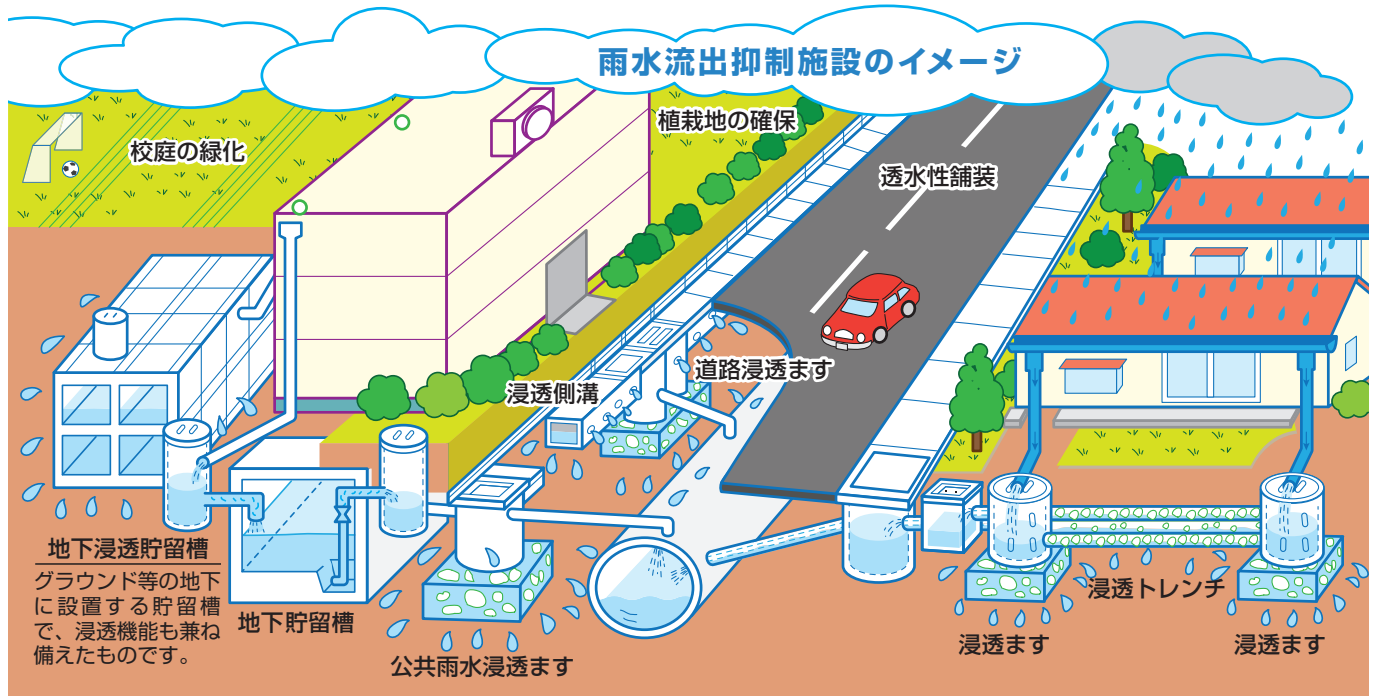 雨水流出抑制施設のイメージ
校庭の緑化
植栽地の確保
透水性舗装
道路浸透ます
浸透側溝
地下浸透貯留槽
グラウンド等の地下
に設置する貯留槽
で、浸透機能も兼ね
備えたものです。
地下貯留槽
公共雨水浸透ます
浸透トレンチ
浸透ます
浸透ます